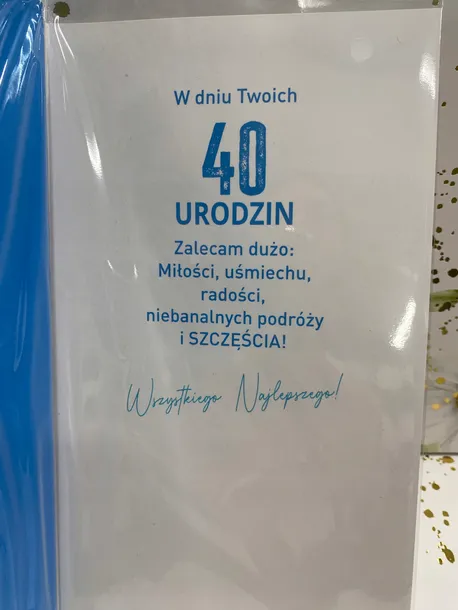 W dniu Twoich
40
URODZIN
Zalecam dużo:
Miłości, uśmiechu,
radości,
niebanalnych podróży
i SZCZĘŚCIA!
Wszystkiego Najlepszego!